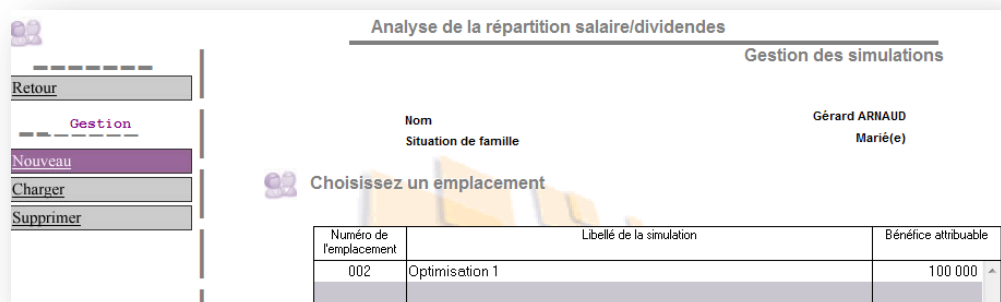 Analyse de la répartition salaire/dividendes
Gestion des simulations
Retour
Gestion
Nouveau
Charger
Supprimer
Nom Gérard ARNAUD
Situation de famille Marié(e)
Choisissez un emplacement
Numéro de l'emplacement Libellé de la simulation Bénéfice attribuable
002 Optimisation 1 100 000